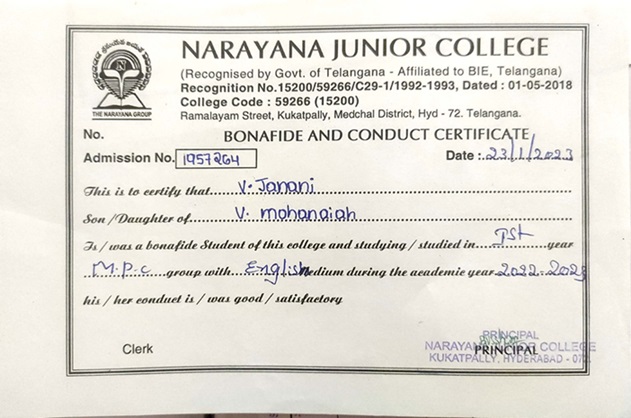 NARAYANA JUNIOR COLLEGE
(Recognised by Govt. of Telangana - Affiliated to BIE, Telangana)
Recognition No.15200/59266/C29-1/1992-1993, Dated : 01-05-2018
College Code : 59266 (15200)
THE NARAYANA GROUP
Ramalayam Street, Kukatpally, Medchal District, Hyd - 72. Telangana.
No. BONAFIDE AND CONDUCT CERTIFICATE
Admission No. 1957264 Date : 23/1/2023
This is to certify that V. Janani
Son / Daughter of V. mohanaiah
Is / was a bonafide Student of this college and studying / studied in Ist year
M.P.C group with English medium during the academic year 2022-2023
his / her conduct is / was good / satisfactory
PRINCIPAL
NARAYANA JUNIOR COLLEGE
Clerk PRINCIPAL
KUKATPALLY, HYDERABAD - 072